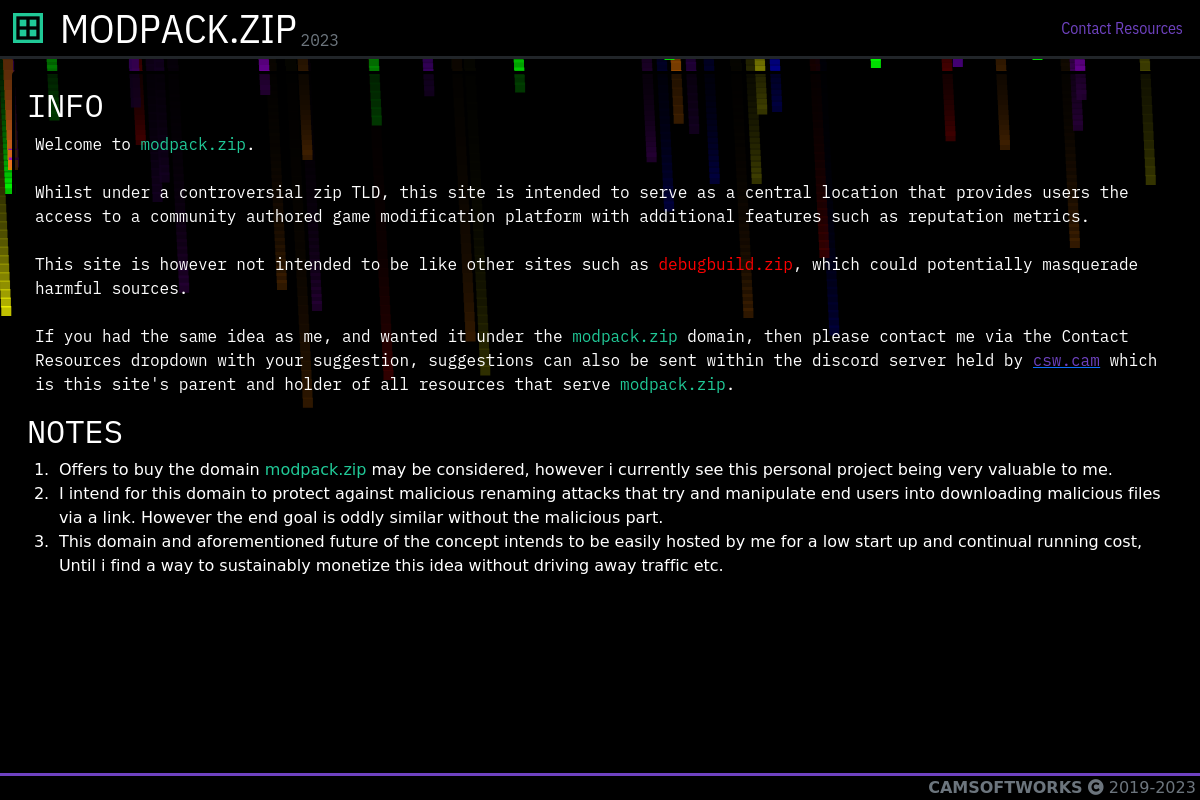 MODPACK.ZIP 2023
Contact Resources
INFO
Welcome to modpack.zip.
Whilst under a controversial zip TLD, this site is intended to serve as a central location that provides users the
access to a community authored game modification platform with additional features such as reputation metrics.
This site is however not intended to be like other sites such as debugbuild.zip, which could potentially masquerade
harmful sources.
If you had the same idea as me, and wanted it under the modpack.zip domain, then please contact me via the Contact
Resources dropdown with your suggestion, suggestions can also be sent within the discord server held by csw.cam which
is this site's parent and holder of all resources that serve modpack.zip.
NOTES
1. Offers to buy the domain modpack.zip may be considered, however i currently see this personal project being very valuable to me.
2. I intend for this domain to protect against malicious renaming attacks that try and manipulate end users into downloading malicious files
via a link. However the end goal is oddly similar without the malicious part.
3. This domain and aforementioned future of the concept intends to be easily hosted by me for a low start up and continual running cost,
Until i find a way to sustainably monetize this idea without driving away traffic etc.
CAMSOFTWORKS © 2019-2023